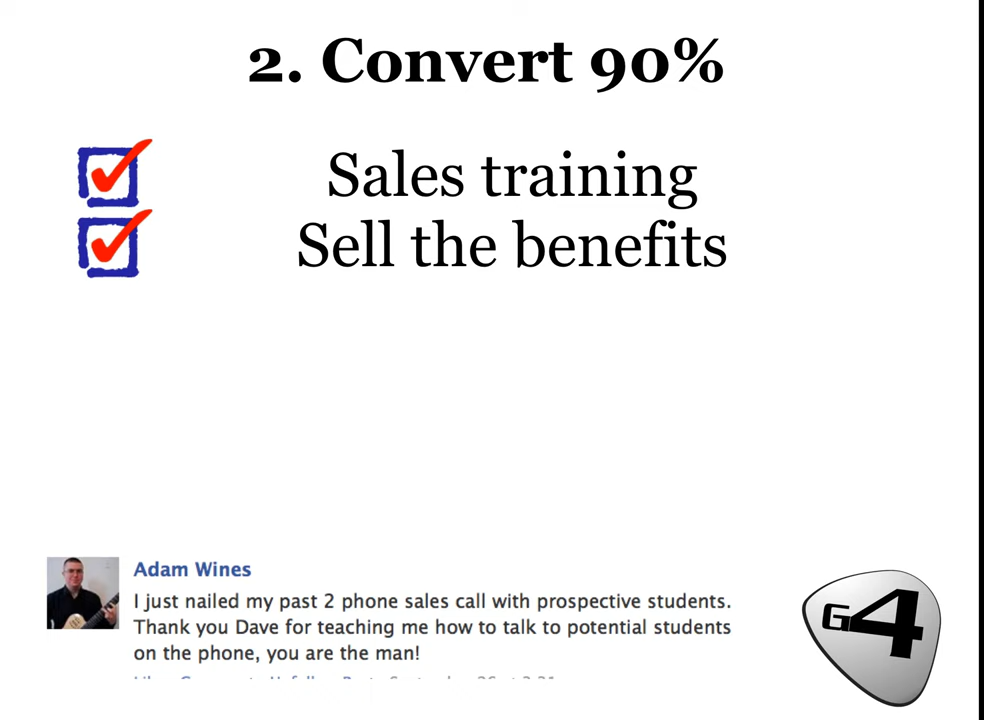 2. Convert 90%
Sales training
Sell the benefits
Adam Wines
I just nailed my past 2 phone sales call with prospective students.
Thank you Dave for teaching me how to talk to potential students
on the phone, you are the man!
G4